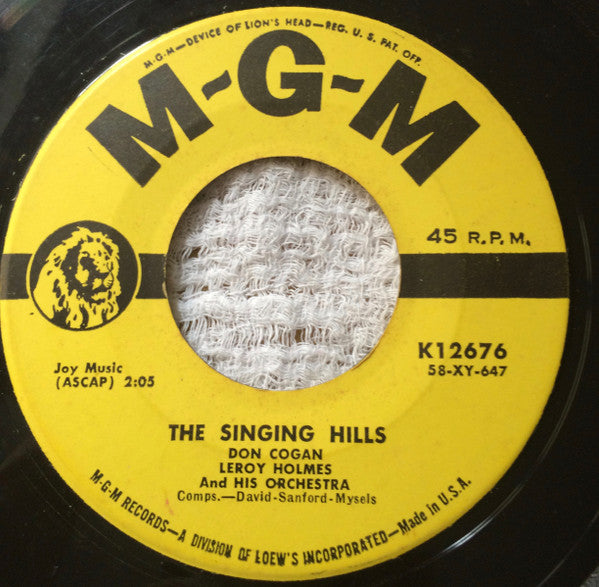 M-G-M—DEVICE OF LION'S HEAD—REG. U. S. PAT. OFF.
M-G-M
45 R.P.M.
Joy Music
(ASCAP) 2:05
K12676
58-XY-647
THE SINGING HILLS
DON COGAN
LEROY HOLMES
And HIS ORCHESTRA
Comps.—David-Sanford-Mysels
M-G-M RECORDS—A DIVISION OF LOEW'S INCORPORATED—Made in U.S.A.